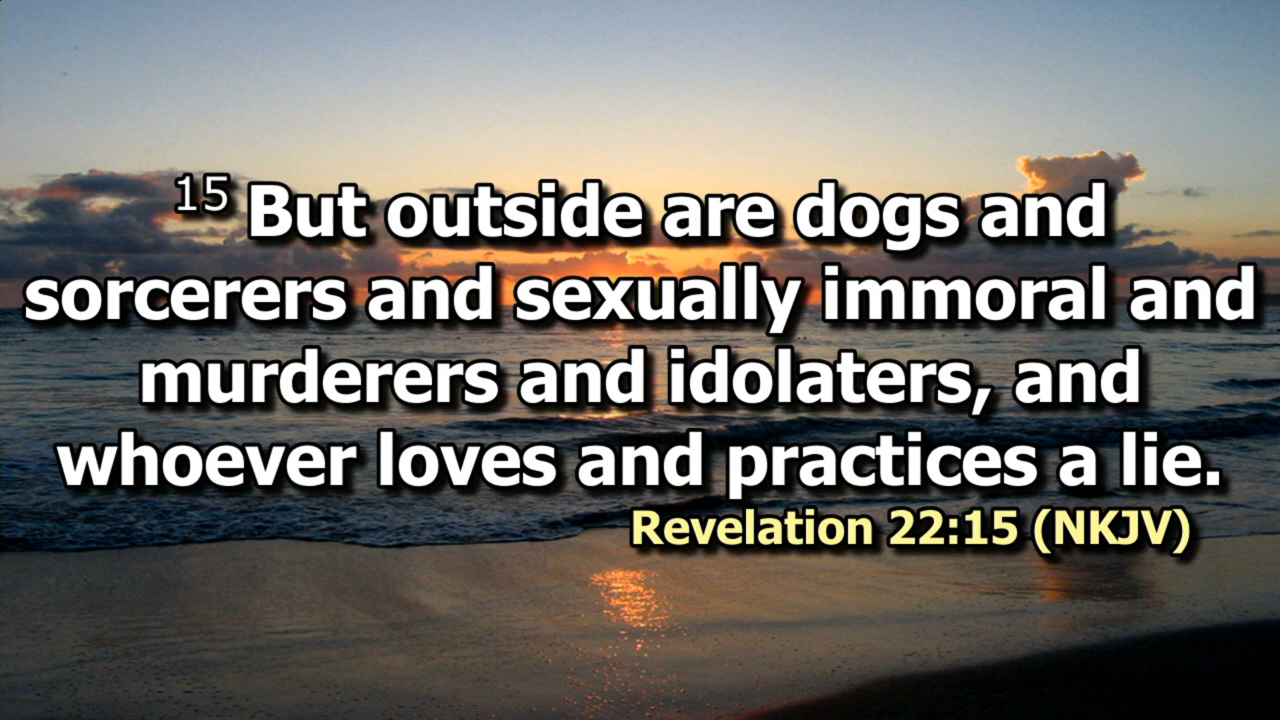 15 But outside are dogs and
sorcerers and sexually immoral and
murderers and idolaters, and
whoever loves and practices a lie.
Revelation 22:15 (NKJV)